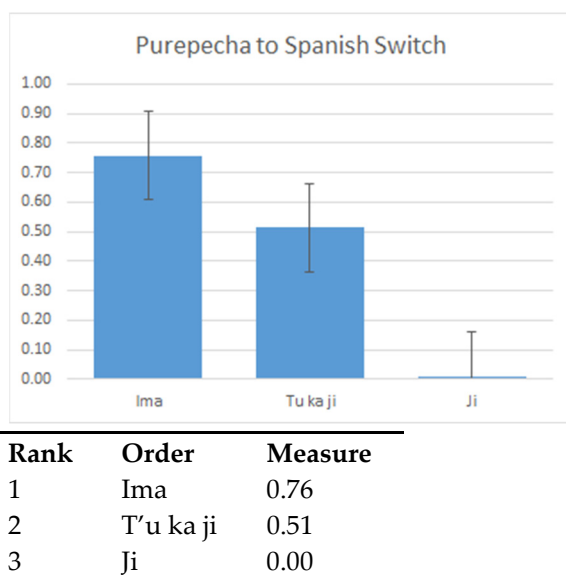 Purepecha to Spanish Switch
1.00
0.90
0.80
0.70
0.60
0.50
0.40
0.30
0.20
0.10
0.00
Ima Tu ka ji Ji
Rank Order Measure
1 Ima 0.76
2 T’u ka ji 0.51
3 Ji 0.00